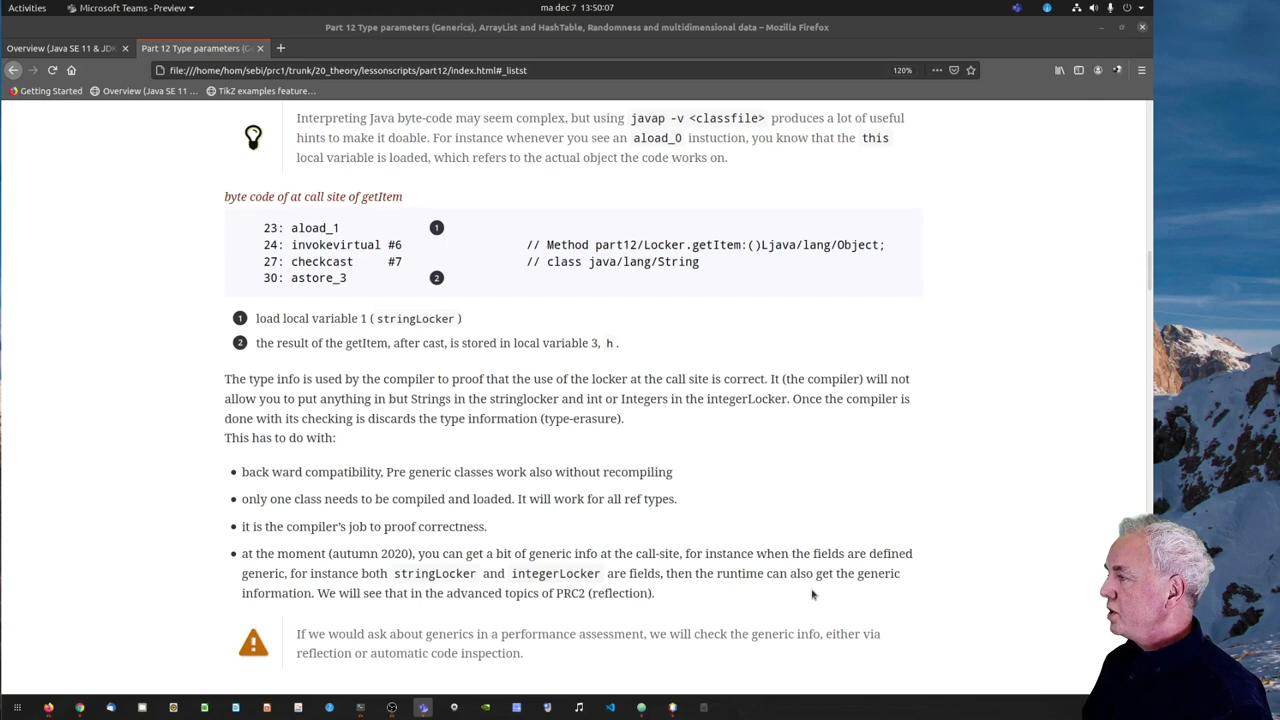 Activities
Microsoft Teams - Preview
ma dec 7 13:50:07
Part 12 Type parameters (Generics), ArrayList and HashTable, Randomness and multidimensional data – Mozilla Firefox
Overview (Java SE 11 & JDK
Part 12 Type parameters (G
file:///home/hom/sebi/prc1/trunk/20_theory/lessonscripts/part12/index.html#_listst
120%
Getting Started
Overview (Java SE 11 ...
TikZ examples feature...
Interpreting Java byte-code may seem complex, but using javap -v <classfile> produces a lot of useful
hints to make it doable. For instance whenever you see an aload_0 instuction, you know that the this
local variable is loaded, which refers to the actual object the code works on.
byte code of at call site of getItem
23: aload_1 1
24: invokevirtual #6 // Method part12/Locker.getItem:()Ljava/lang/Object;
27: checkcast #7 // class java/lang/String
30: astore_3 2
1 load local variable 1 ( stringLocker )
2 the result of the getItem, after cast, is stored in local variable 3, h .
The type info is used by the compiler to proof that the use of the locker at the call site is correct. It (the compiler) will not
allow you to put anything in but Strings in the stringlocker and int or Integers in the integerLocker. Once the compiler is
done with its checking is discards the type information (type-erasure).
This has to do with:
• back ward compatibility, Pre generic classes work also without recompiling
• only one class needs to be compiled and loaded. It will work for all ref types.
• it is the compiler's job to proof correctness.
• at the moment (autumn 2020), you can get a bit of generic info at the call-site, for instance when the fields are defined
generic, for instance both stringLocker and integerLocker are fields, then the runtime can also get the generic
information. We will see that in the advanced topics of PRC2 (reflection).
If we would ask about generics in a performance assessment, we will check the generic info, either via
reflection or automatic code inspection.